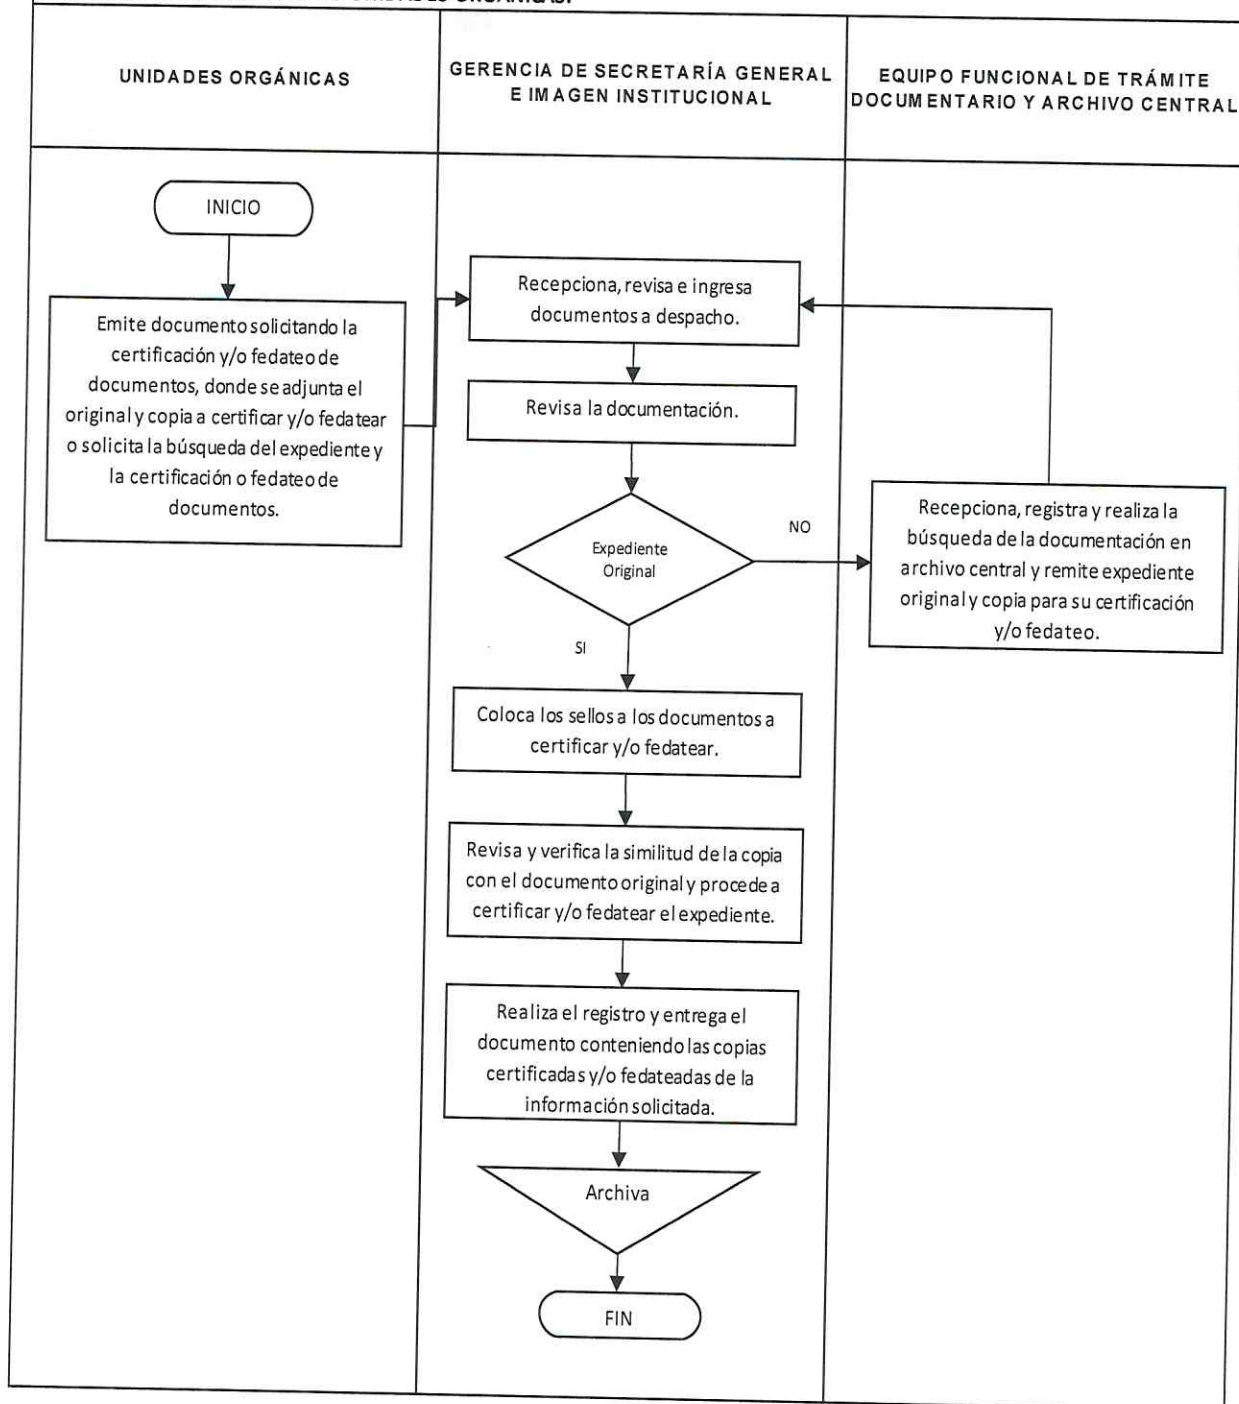 UNIDADES ORGÁNICAS
GERENCIA DE SECRETARÍA GENERAL
E IMAGEN INSTITUCIONAL
EQUIPO FUNCIONAL DE TRÁMITE
DOCUMENTARIO Y ARCHIVO CENTRAL
INICIO
Emite documento solicitando la
certificación y/o fedateo de
documentos, donde se adjunta el
original y copia a certificar y/o fedatear
o solicita la búsqueda del expediente y
la certificación o fedateo de
documentos.
Recepciona, revisa e ingresa
documentos a despacho.
Revisa la documentación.
Expediente
Original
NO
Recepciona, registra y realiza la
búsqueda de la documentación en
archivo central y remite expediente
original y copia para su certificación
y/o fedateo.
SI
Coloca los sellos a los documentos a
certificar y/o fedatear.
Revisa y verifica la similitud de la copia
con el documento original y procede a
certificar y/o fedatear el expediente.
Realiza el registro y entrega el
documento conteniendo las copias
certificadas y/o fedateadas de la
información solicitada.
Archiva
FIN